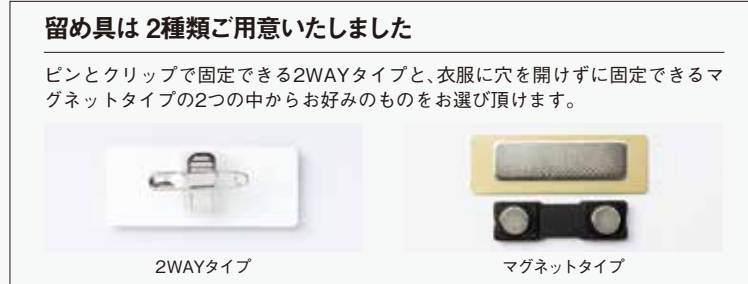 留め具は 2種類ご用意いたしました
ピンとクリップで固定できる2WAYタイプと、衣服に穴を開けずに固定できるマ
グネットタイプの2つの中からお好みのものをお選び頂けます。
2WAYタイプ
マグネットタイプ